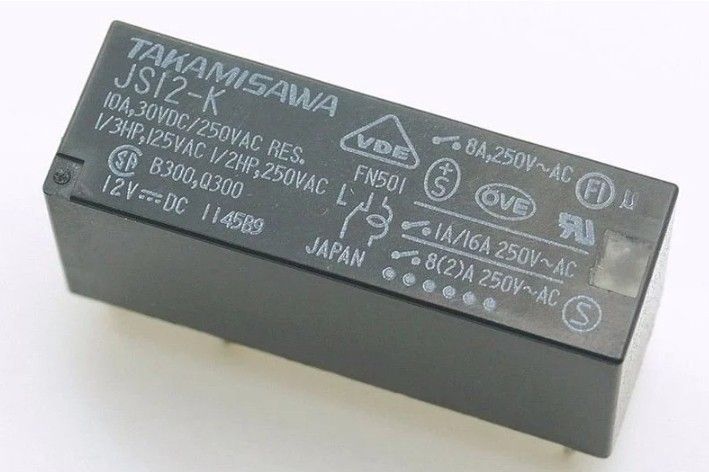 TAKAMISAWA
JS12-K
10A,30VDC/250VAC RES.
1/3HP,125VAC 1/2HP,250VAC
B300,Q300
12V⎓DC 1145B9
VDE
FN501
L
JAPAN
8A,250V~AC
FI
+S
ÖVE
1A/16A 250V~AC
8(2)A 250V~AC
S